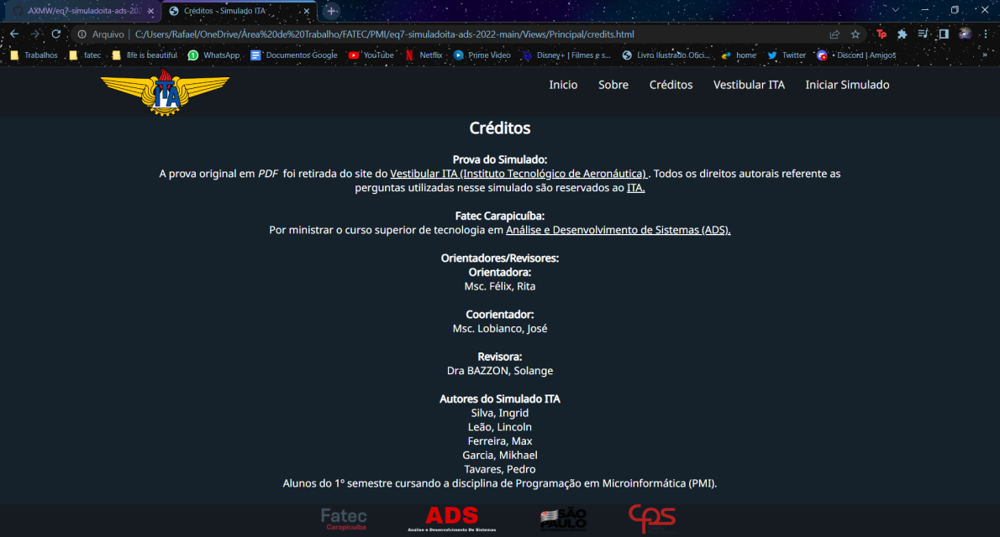 AXMW/eq7-simuladoita-ads-202
Créditos - Simulado ITA
Arquivo | C:/Users/Rafael/OneDrive/Área%20de%20Trabalho/FATEC/PMI/eq7-simuladoita-ads-2022-main/Views/Principal/credits.html
Trabalhos fatec life is beautiful. WhatsApp Documentos Google YouTube Netflix Prime Video Disney+ | Filmes e s... Livro Ilustrado Ofici... home Twitter • Discord | Amigos »
ITA
Inicio Sobre Créditos Vestibular ITA Iniciar Simulado
Créditos
Prova do Simulado:
A prova original em PDF foi retirada do site do Vestibular ITA (Instituto Tecnológico de Aeronáutica) . Todos os direitos autorais referente as
perguntas utilizadas nesse simulado são reservados ao ITA.
Fatec Carapicuíba:
Por ministrar o curso superior de tecnologia em Análise e Desenvolvimento de Sistemas (ADS).
Orientadores/Revisores:
Orientadora:
Msc. Félix, Rita
Coorientador:
Msc. Lobianco, José
Revisora:
Dra BAZZON, Solange
Autores do Simulado ITA
Silva, Ingrid
Leão, Lincoln
Ferreira, Max
Garcia, Mikhael
Tavares, Pedro
Alunos do 1º semestre cursando a disciplina de Programação em Microinformática (PMI).
Fatec
Carapicuíba
ADS
Análise e Desenvolvimento De Sistemas
SÃO
PAULO
CPS